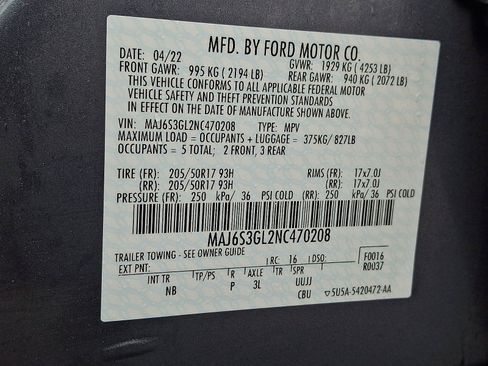 MFD. BY FORD MOTOR CO.
DATE: 04/22 GVWR: 1929 KG ( 4253 LB)
FRONT GAWR: 995 KG ( 2194 LB) REAR GAWR: 940 KG ( 2072 LB)
THIS VEHICLE CONFORMS TO ALL APPLICABLE FEDERAL MOTOR
VEHICLE SAFETY AND THEFT PREVENTION STANDARDS
IN EFFECT ON THE DATE OF MANUFACTURE SHOWN ABOVE.
VIN: MAJ6S3GL2NC470208 TYPE: MPV
MAXIMUM LOAD = OCCUPANTS + LUGGAGE = 375KG/ 827LB
OCCUPANTS = 5 TOTAL; 2 FRONT, 3 REAR
TIRE (FR): 205/50R17 93H RIMS (FR): 17x7.0J
(RR): 205/50R17 93H (RR): 17x7.0J
PRESSURE (FR): 250 kPa/ 36 PSI COLD (RR): 250 kPa/ 36 PSI COLD
MAJ6S3GL2NC470208
TRAILER TOWING - SEE OWNER GUIDE
EXT PNT: RC: 16 DSO: F0016
R0037
INT TR TP/PS R AXLE TR SPR
NB P 3L UUJJ
CBU ▽5U5A-5420472-AA